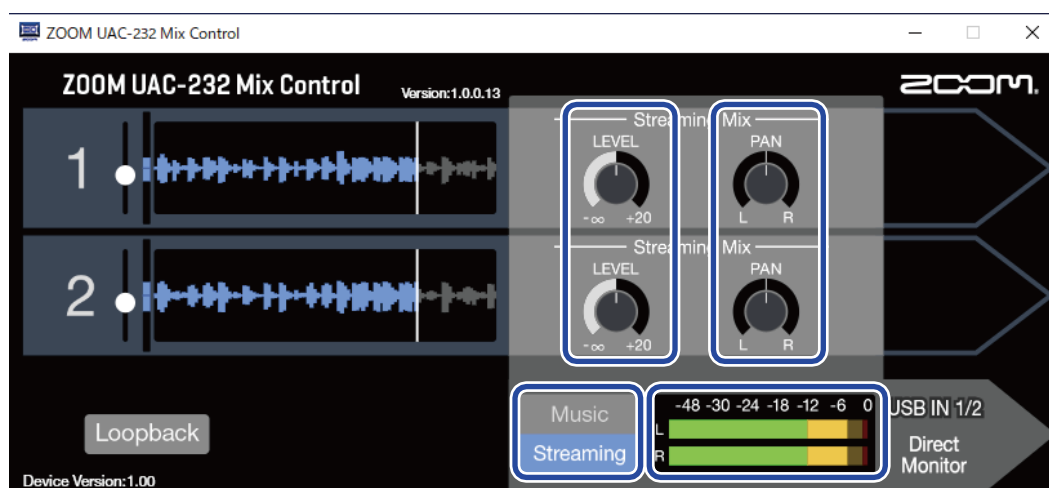 ZOOM UAC-232 Mix Control
ZOOM UAC-232 Mix Control
Version:1.0.0.13
ZOOM.
1
Streaming Mix
LEVEL
PAN
-∞ +20
L R
2
Streaming Mix
LEVEL
PAN
-∞ +20
L R
Music
Streaming
-48 -30 -24 -18 -12 -6 0
L
R
USB IN 1/2
Direct
Monitor
Loopback
Device Version:1.00